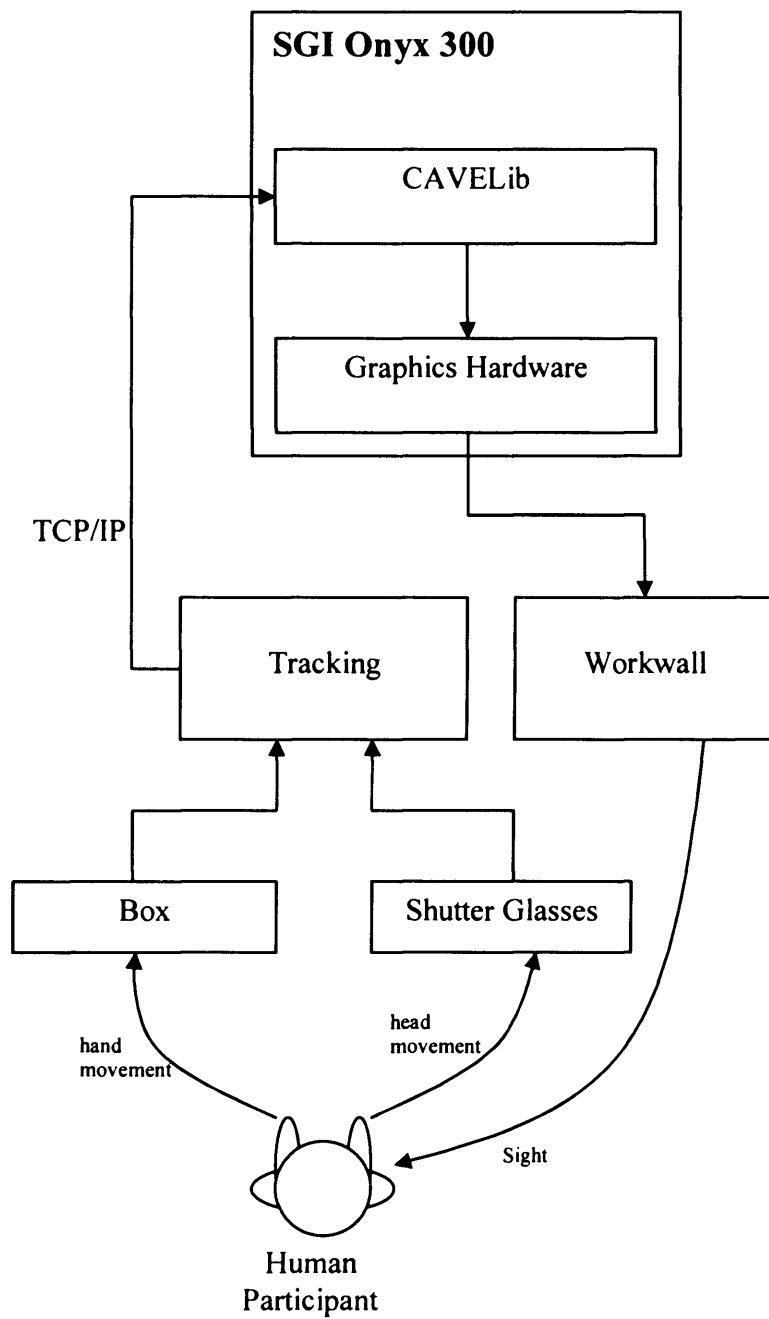 SGI Onyx 300
CAVELib
Graphics Hardware
TCP/IP
Tracking
Workwall
Box
Shutter Glasses
hand
movement
head
movement
Sight
Human
Participant